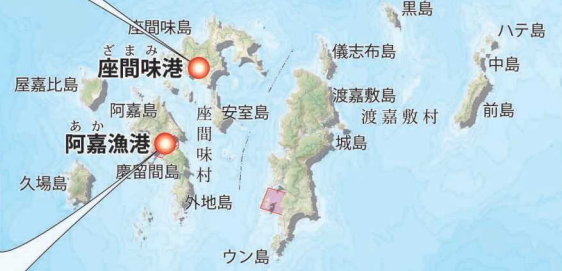 黒島
座間味島
ハテ島
ざまみ
座間味港
儀志布島
中島
屋嘉比島
渡嘉敷島
阿嘉島
安室島
渡嘉敷村
前島
座間味村
あか
阿嘉漁港
城島
慶留間島
久場島
外地島
ウン島